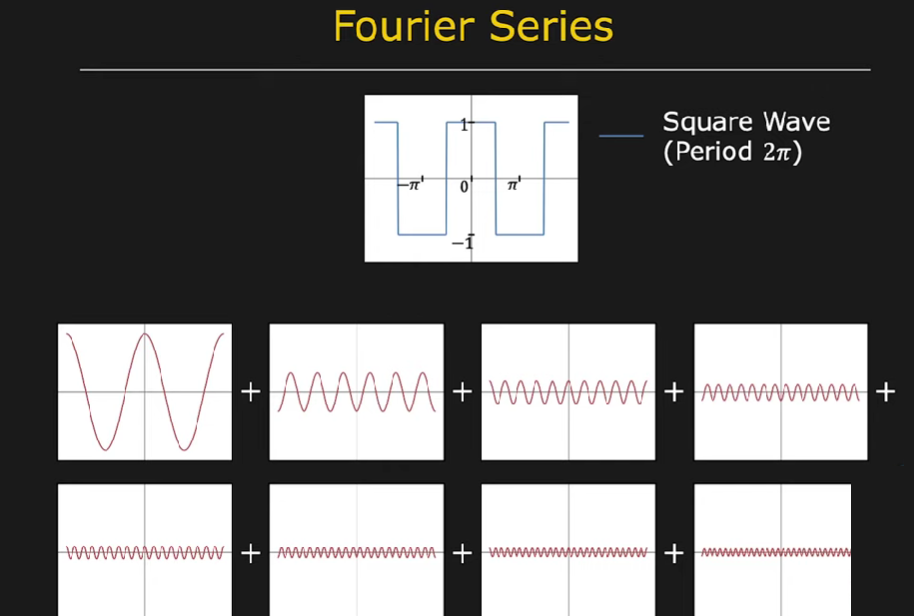 Fourier Series
Square Wave
(Period 2π)
1
−π
0
π
−1
+
+
+
+
+
+
+